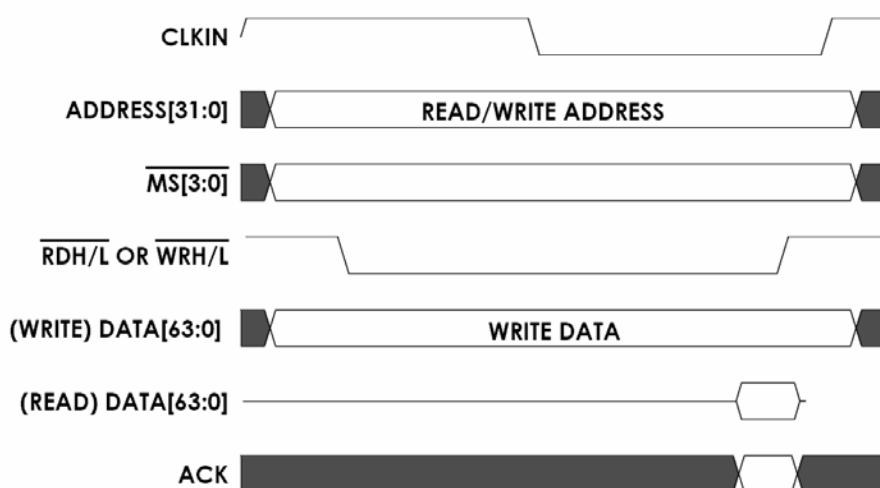 CLKIN
ADDRESS[31:0] READ/WRITE ADDRESS
MS[3:0]
RDH/L OR WRH/L
(WRITE) DATA[63:0] WRITE DATA
(READ) DATA[63:0]
ACK